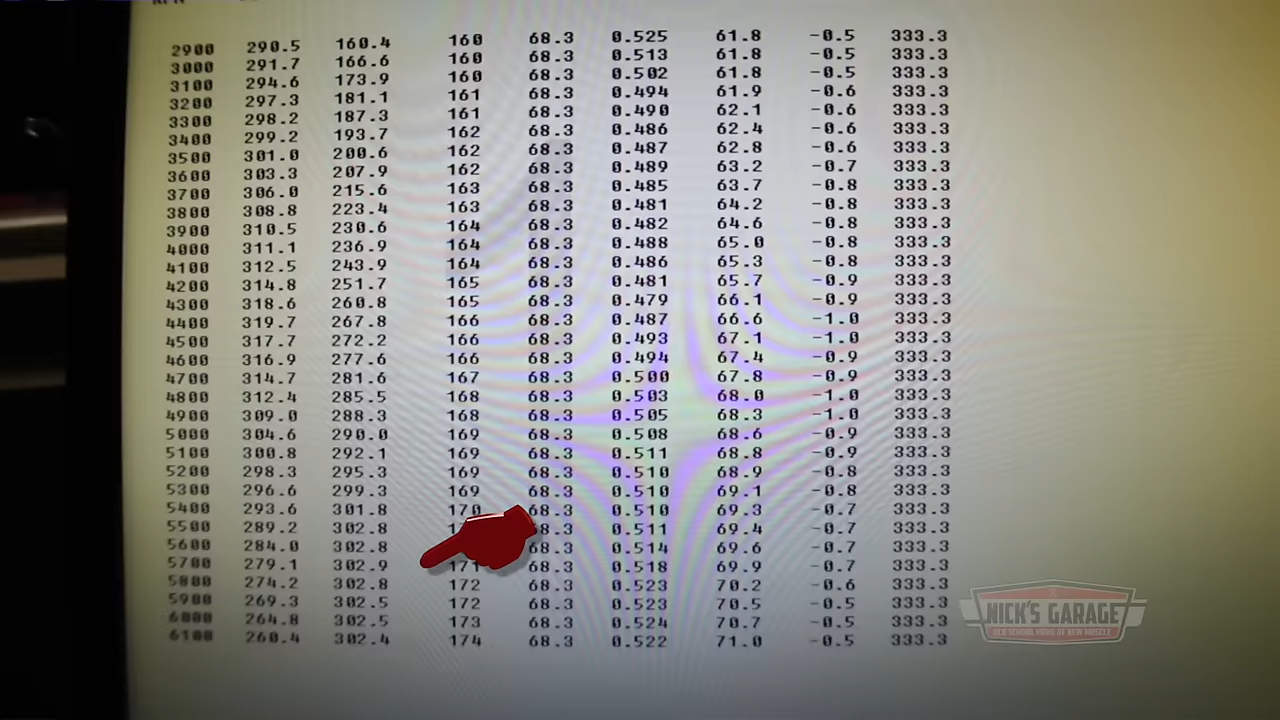 2900 290.5 160.4 160 68.3 0.525 61.8 -0.5 333.3
3000 291.7 166.6 160 68.3 0.513 61.8 -0.5 333.3
3100 294.6 173.9 160 68.3 0.502 61.8 -0.5 333.3
3200 297.3 181.1 161 68.3 0.494 61.9 -0.6 333.3
3300 298.2 187.3 161 68.3 0.490 62.1 -0.6 333.3
3400 299.2 193.7 162 68.3 0.486 62.4 -0.6 333.3
3500 301.0 200.6 162 68.3 0.487 62.8 -0.6 333.3
3600 303.3 207.9 162 68.3 0.489 63.2 -0.7 333.3
3700 306.0 215.6 163 68.3 0.485 63.7 -0.8 333.3
3800 308.8 223.4 163 68.3 0.481 64.2 -0.8 333.3
3900 310.5 230.6 164 68.3 0.482 64.6 -0.8 333.3
4000 311.1 236.9 164 68.3 0.488 65.0 -0.8 333.3
4100 312.5 243.9 164 68.3 0.486 65.3 -0.8 333.3
4200 314.8 251.7 165 68.3 0.481 65.7 -0.9 333.3
4300 318.6 260.8 165 68.3 0.479 66.1 -0.9 333.3
4400 319.7 267.8 166 68.3 0.487 66.6 -1.0 333.3
4500 317.7 272.2 166 68.3 0.493 67.1 -1.0 333.3
4600 316.9 277.6 166 68.3 0.494 67.4 -0.9 333.3
4700 314.7 281.6 167 68.3 0.500 67.8 -0.9 333.3
4800 312.4 285.5 168 68.3 0.503 68.0 -1.0 333.3
4900 309.0 288.3 168 68.3 0.505 68.3 -1.0 333.3
5000 304.6 290.0 169 68.3 0.508 68.6 -0.9 333.3
5100 300.8 292.1 169 68.3 0.511 68.8 -0.9 333.3
5200 298.3 295.3 169 68.3 0.510 68.9 -0.8 333.3
5300 296.6 299.3 169 68.3 0.510 69.1 -0.8 333.3
5400 293.6 301.8 170 68.3 0.510 69.3 -0.7 333.3
5500 289.2 302.8 0.511 69.4 -0.7 333.3
5600 284.0 302.8 68.3 0.514 69.6 -0.7 333.3
5700 279.1 302.9 171 68.3 0.518 69.9 -0.7 333.3
5800 274.2 302.8 172 68.3 0.523 70.2 -0.6 333.3
5900 269.3 302.5 172 68.3 0.523 70.5 -0.5 333.3
6000 264.8 302.5 173 68.3 0.524 70.7 -0.5 333.3
6100 260.4 302.4 174 68.3 0.522 71.0 -0.5 333.3
NICK'S GARAGE
OLD SCHOOL HOME OF NEW MUSCLE